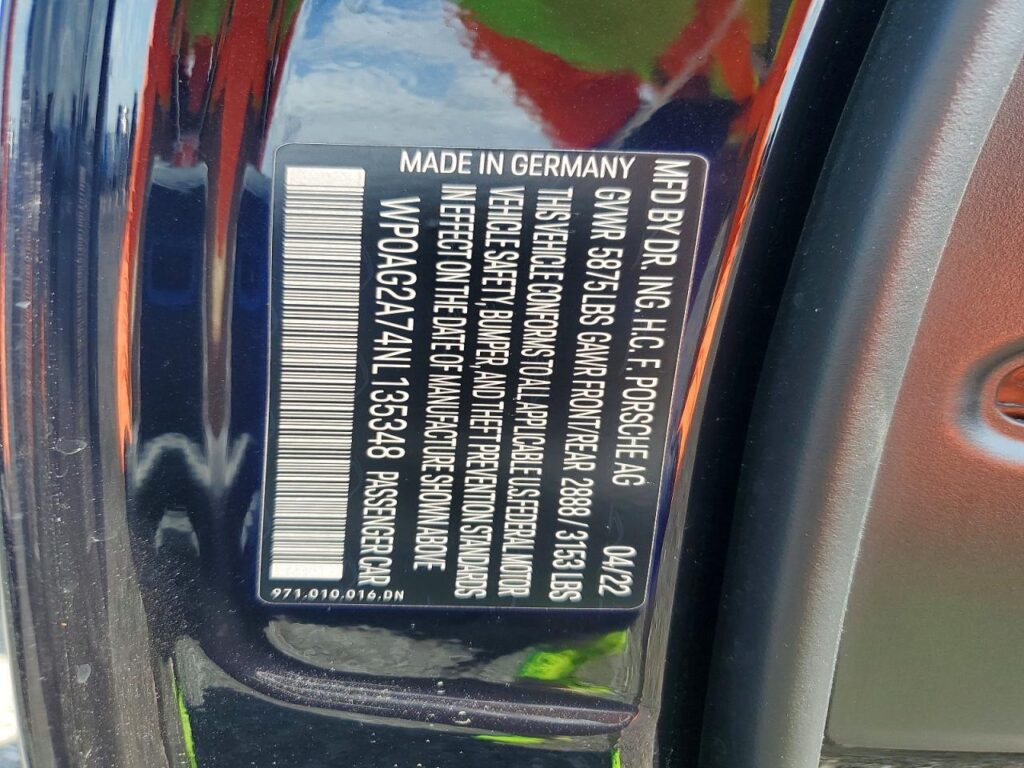 MFD BY DR. ING. H.C. F. PORSCHE AG 04/22
GVWR 5875 LBS GAWR FRONT/REAR 2888 / 3153 LBS
THIS VEHICLE CONFORMS TO ALL APPLICABLE U.S. FEDERAL MOTOR
VEHICLE SAFETY, BUMPER, AND THEFT PREVENTION STANDARDS
IN EFFECT ON THE DATE OF MANUFACTURE SHOWN ABOVE
WP0AG2A74NL135348 PASSENGER CAR
MADE IN GERMANY
971.010.016.DN